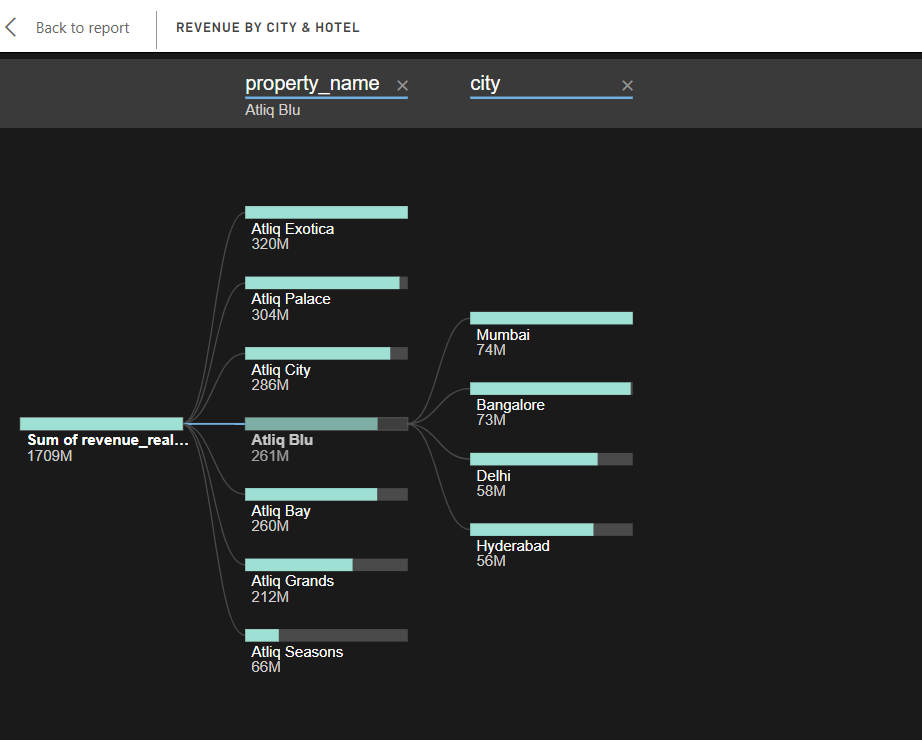 Back to report
REVENUE BY CITY & HOTEL
property_name
Atliq Blu
city
Sum of revenue_real...
1709M
Atliq Exotica
320M
Atliq Palace
304M
Atliq City
286M
Atliq Blu
261M
Atliq Bay
260M
Atliq Grands
212M
Atliq Seasons
66M
Mumbai
74M
Bangalore
73M
Delhi
58M
Hyderabad
56M